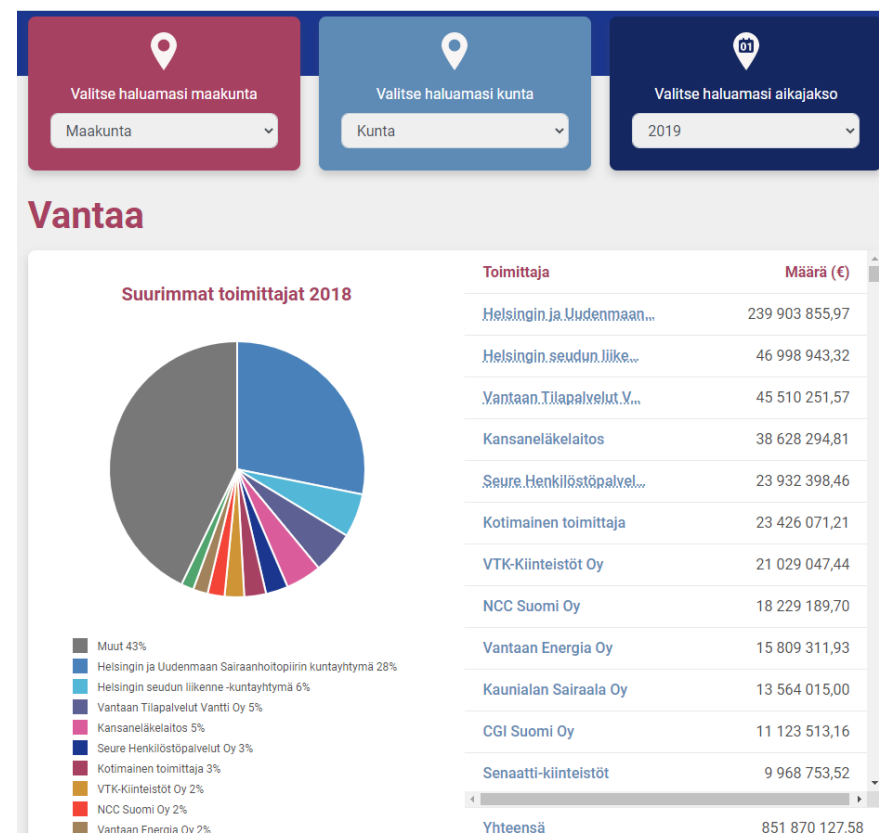 Valitse haluamasi maakunta
Maakunta
Valitse haluamasi kunta
Kunta
01
Valitse haluamasi aikajakso
2019
Vantaa
Suurimmat toimittajat 2018
Muut 43%
Helsingin ja Uudenmaan Sairaanhoitopiirin kuntayhtymä 28%
Helsingin seudun liikenne -kuntayhtymä 6%
Vantaan Tilapalvelut Vantti Oy 5%
Kansaneläkelaitos 5%
Seure Henkilöstöpalvelut Oy 3%
Kotimainen toimittaja 3%
VTK-Kiinteistöt Oy 2%
NCC Suomi Oy 2%
Vantaan Energia Oy 2%
Toimittaja Määrä (€)
Helsingin ja Uudenmaan... 239 903 855,97
Helsingin seudun liike... 46 998 943,32
Vantaan Tilapalvelut V... 45 510 251,57
Kansaneläkelaitos 38 628 294,81
Seure Henkilöstöpalvel... 23 932 398,46
Kotimainen toimittaja 23 426 071,21
VTK-Kiinteistöt Oy 21 029 047,44
NCC Suomi Oy 18 229 189,70
Vantaan Energia Oy 15 809 311,93
Kaunialan Sairaala Oy 13 564 015,00
CGI Suomi Oy 11 123 513,16
Senaatti-kiinteistöt 9 968 753,52
Yhteensä 851 870 127,58